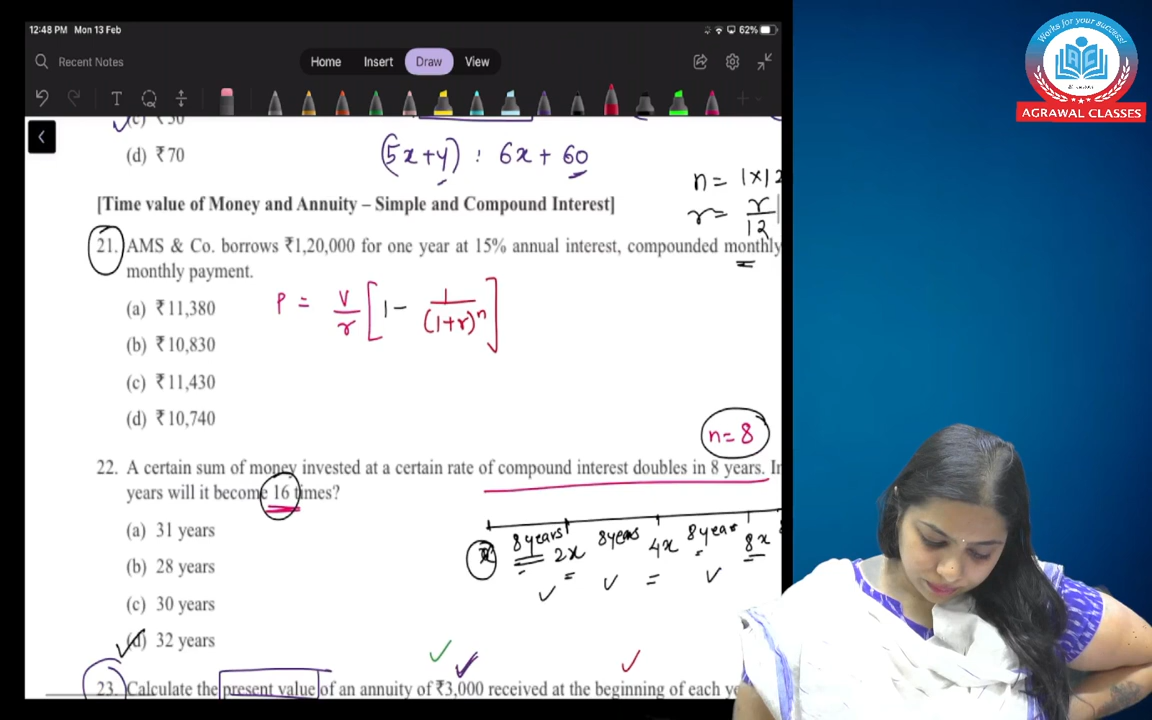 12:48 PM Mon 13 Feb
62%
Recent Notes
Home Insert Draw View
T
Works for your success!
AC
AGRAWAL CLASSES
(c) ₹50
(d) ₹70
(5x+y) : 6x + 60
[Time value of Money and Annuity – Simple and Compound Interest]
n = 1×12
r = r/12
21. AMS & Co. borrows ₹1,20,000 for one year at 15% annual interest, compounded monthly
monthly payment.
P = V/r [1 - 1/(1+r)^n]
(a) ₹11,380
(b) ₹10,830
(c) ₹11,430
(d) ₹10,740
n=8
22. A certain sum of money invested at a certain rate of compound interest doubles in 8 years. In
years will it become 16 times?
x 8 years 2x 8years 4x 8years 8x
(a) 31 years
(b) 28 years
(c) 30 years
(d) 32 years
23. Calculate the present value of an annuity of ₹3,000 received at the beginning of each